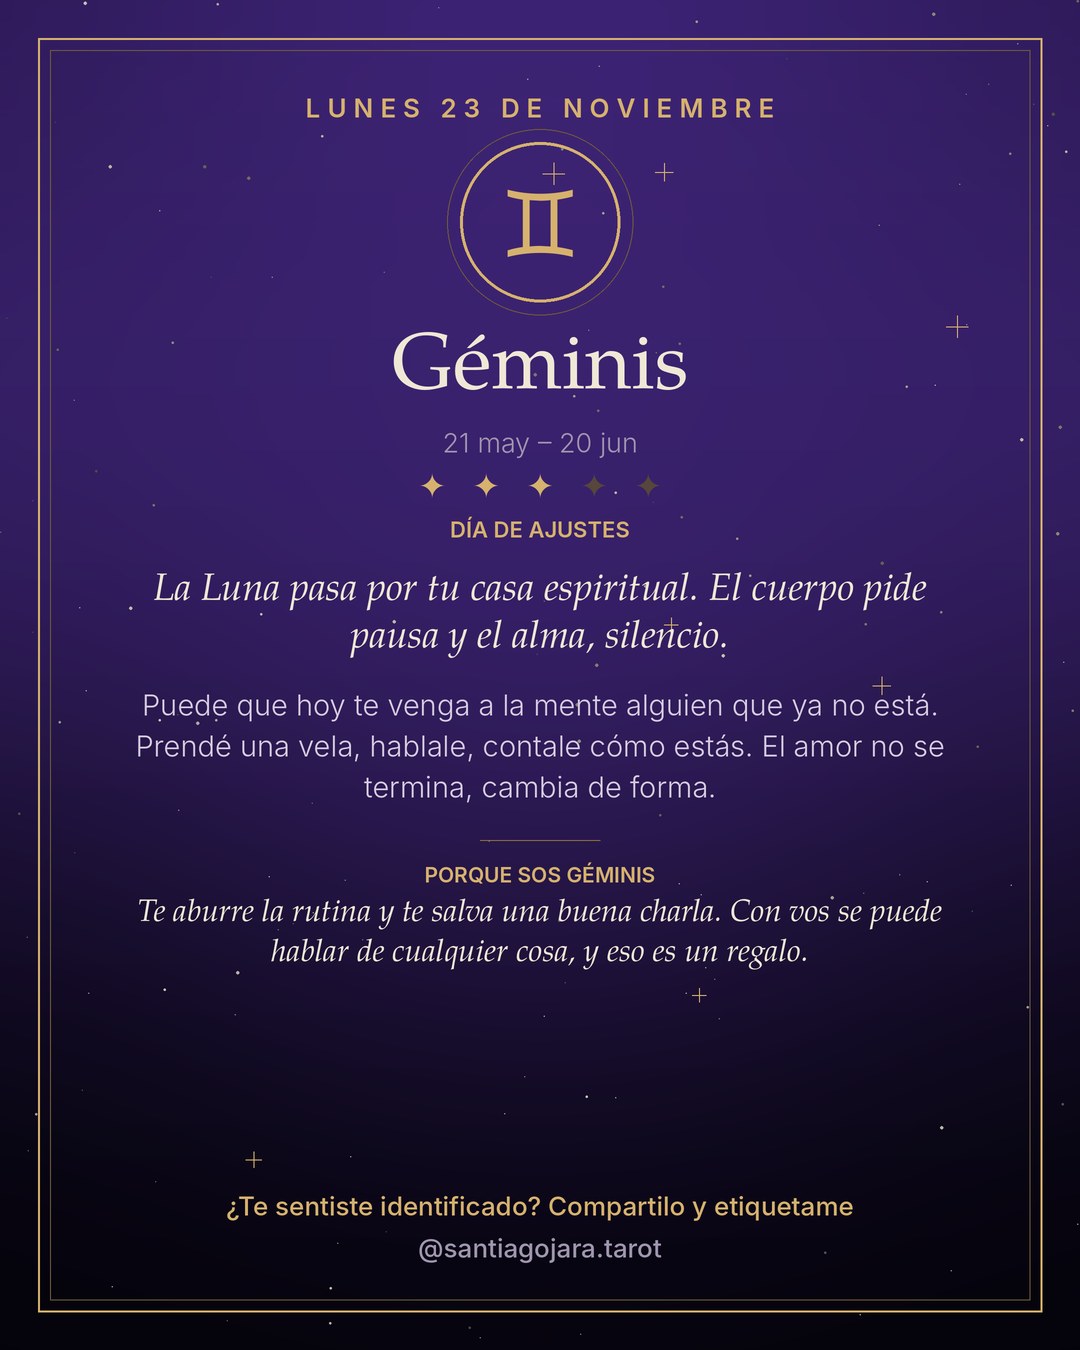 LUNES 23 DE NOVIEMBRE
♊
Géminis
21 may – 20 jun
✦ ✦ ✦ ✦ ✦
DÍA DE AJUSTES
La Luna pasa por tu casa espiritual. El cuerpo pide
pausa y el alma, silencio.
Puede que hoy te venga a la mente alguien que ya no está.
Prendé una vela, hablale, contale cómo estás. El amor no se
termina, cambia de forma.
PORQUE SOS GÉMINIS
Te aburre la rutina y te salva una buena charla. Con vos se puede
hablar de cualquier cosa, y eso es un regalo.
¿Te sentiste identificado? Compartilo y etiquetame
@santiagojara.tarot